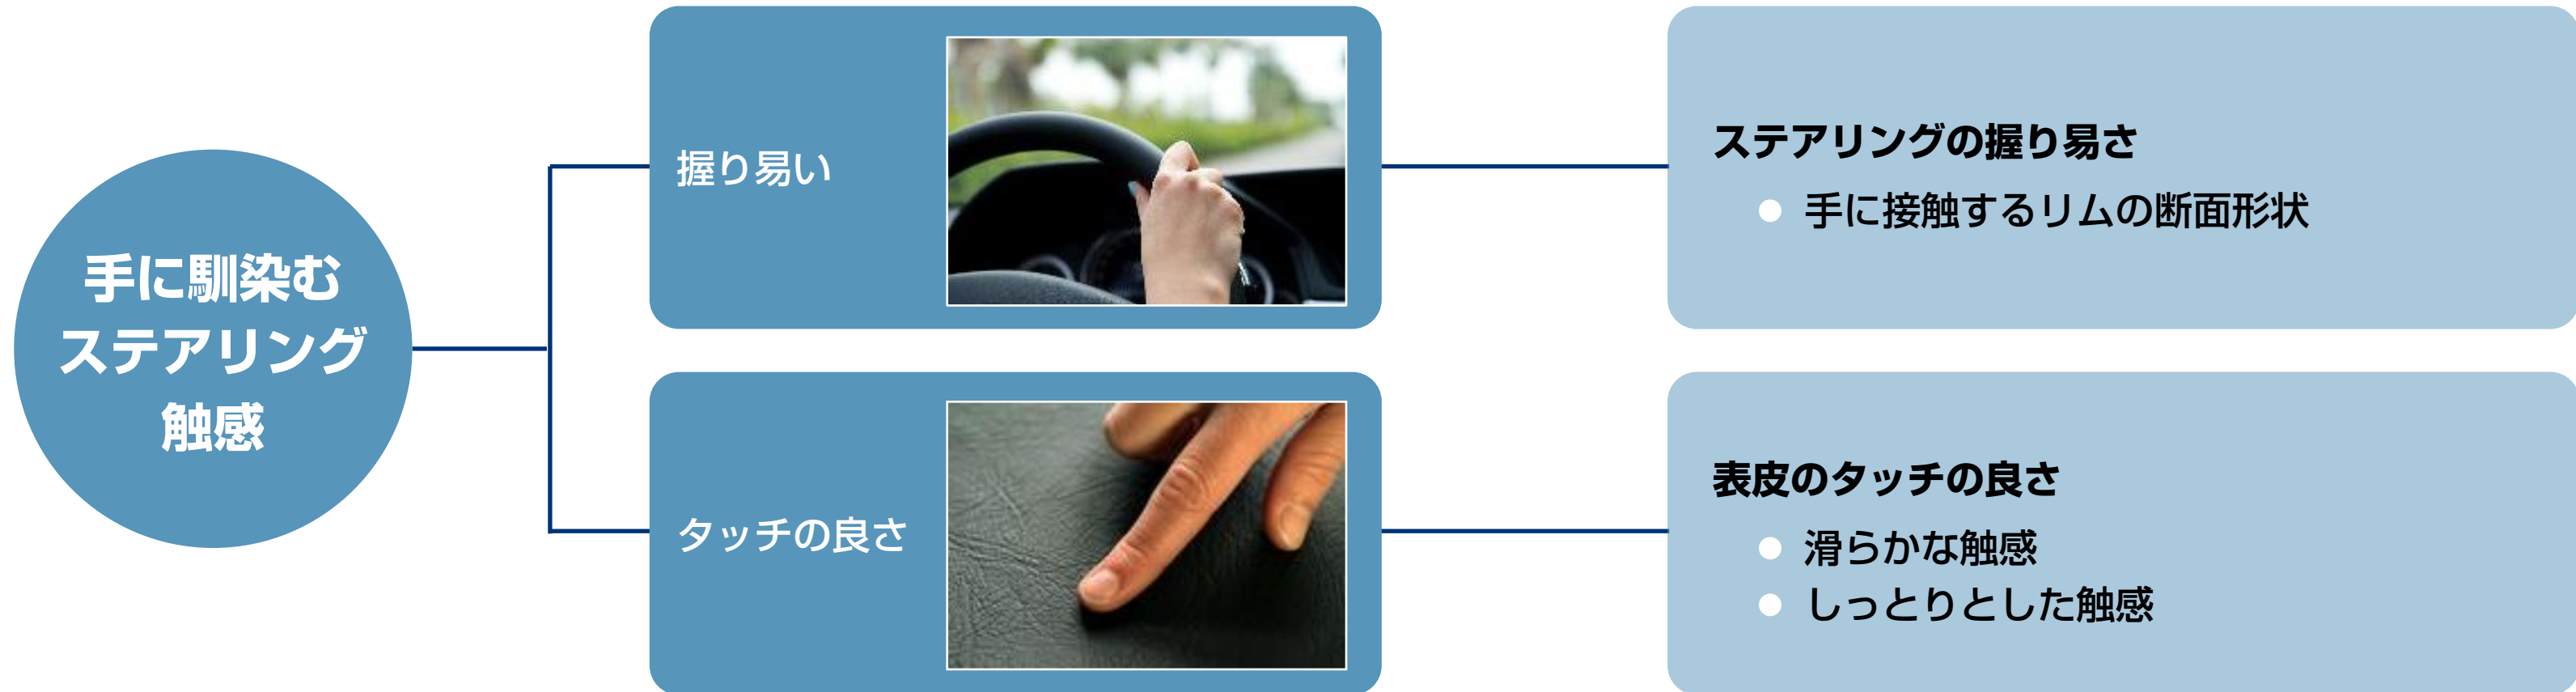 手に馴染む
ステアリング
触感
握り易い
ステアリングの握り易さ
● 手に接触するリムの断面形状
タッチの良さ
表皮のタッチの良さ
● 滑らかな触感
● しっとりとした触感